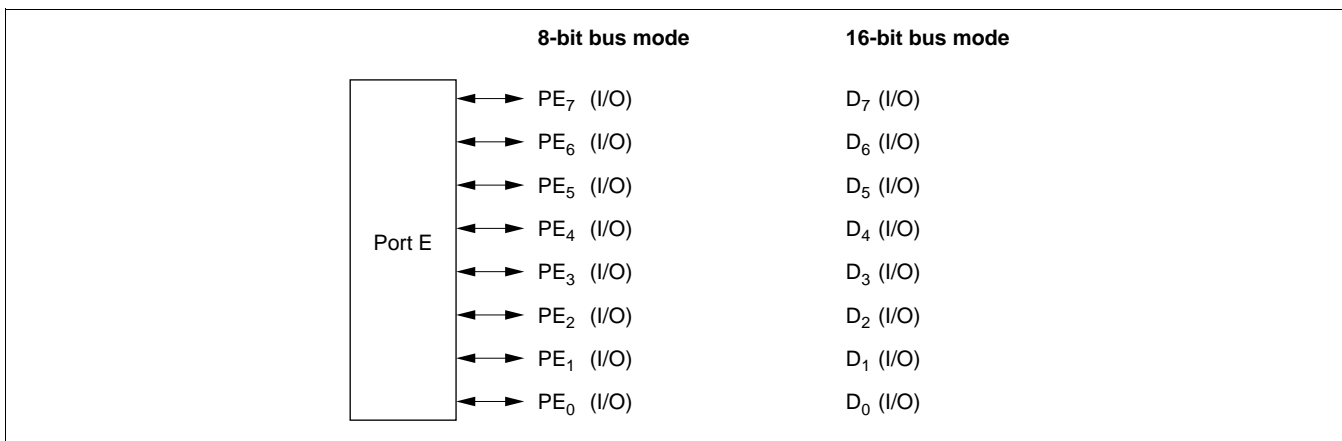 8-bit bus mode 16-bit bus mode
PE7 (I/O) D7 (I/O)
PE6 (I/O) D6 (I/O)
PE5 (I/O) D5 (I/O)
PE4 (I/O) D4 (I/O)
Port E
PE3 (I/O) D3 (I/O)
PE2 (I/O) D2 (I/O)
PE1 (I/O) D1 (I/O)
PE0 (I/O) D0 (I/O)